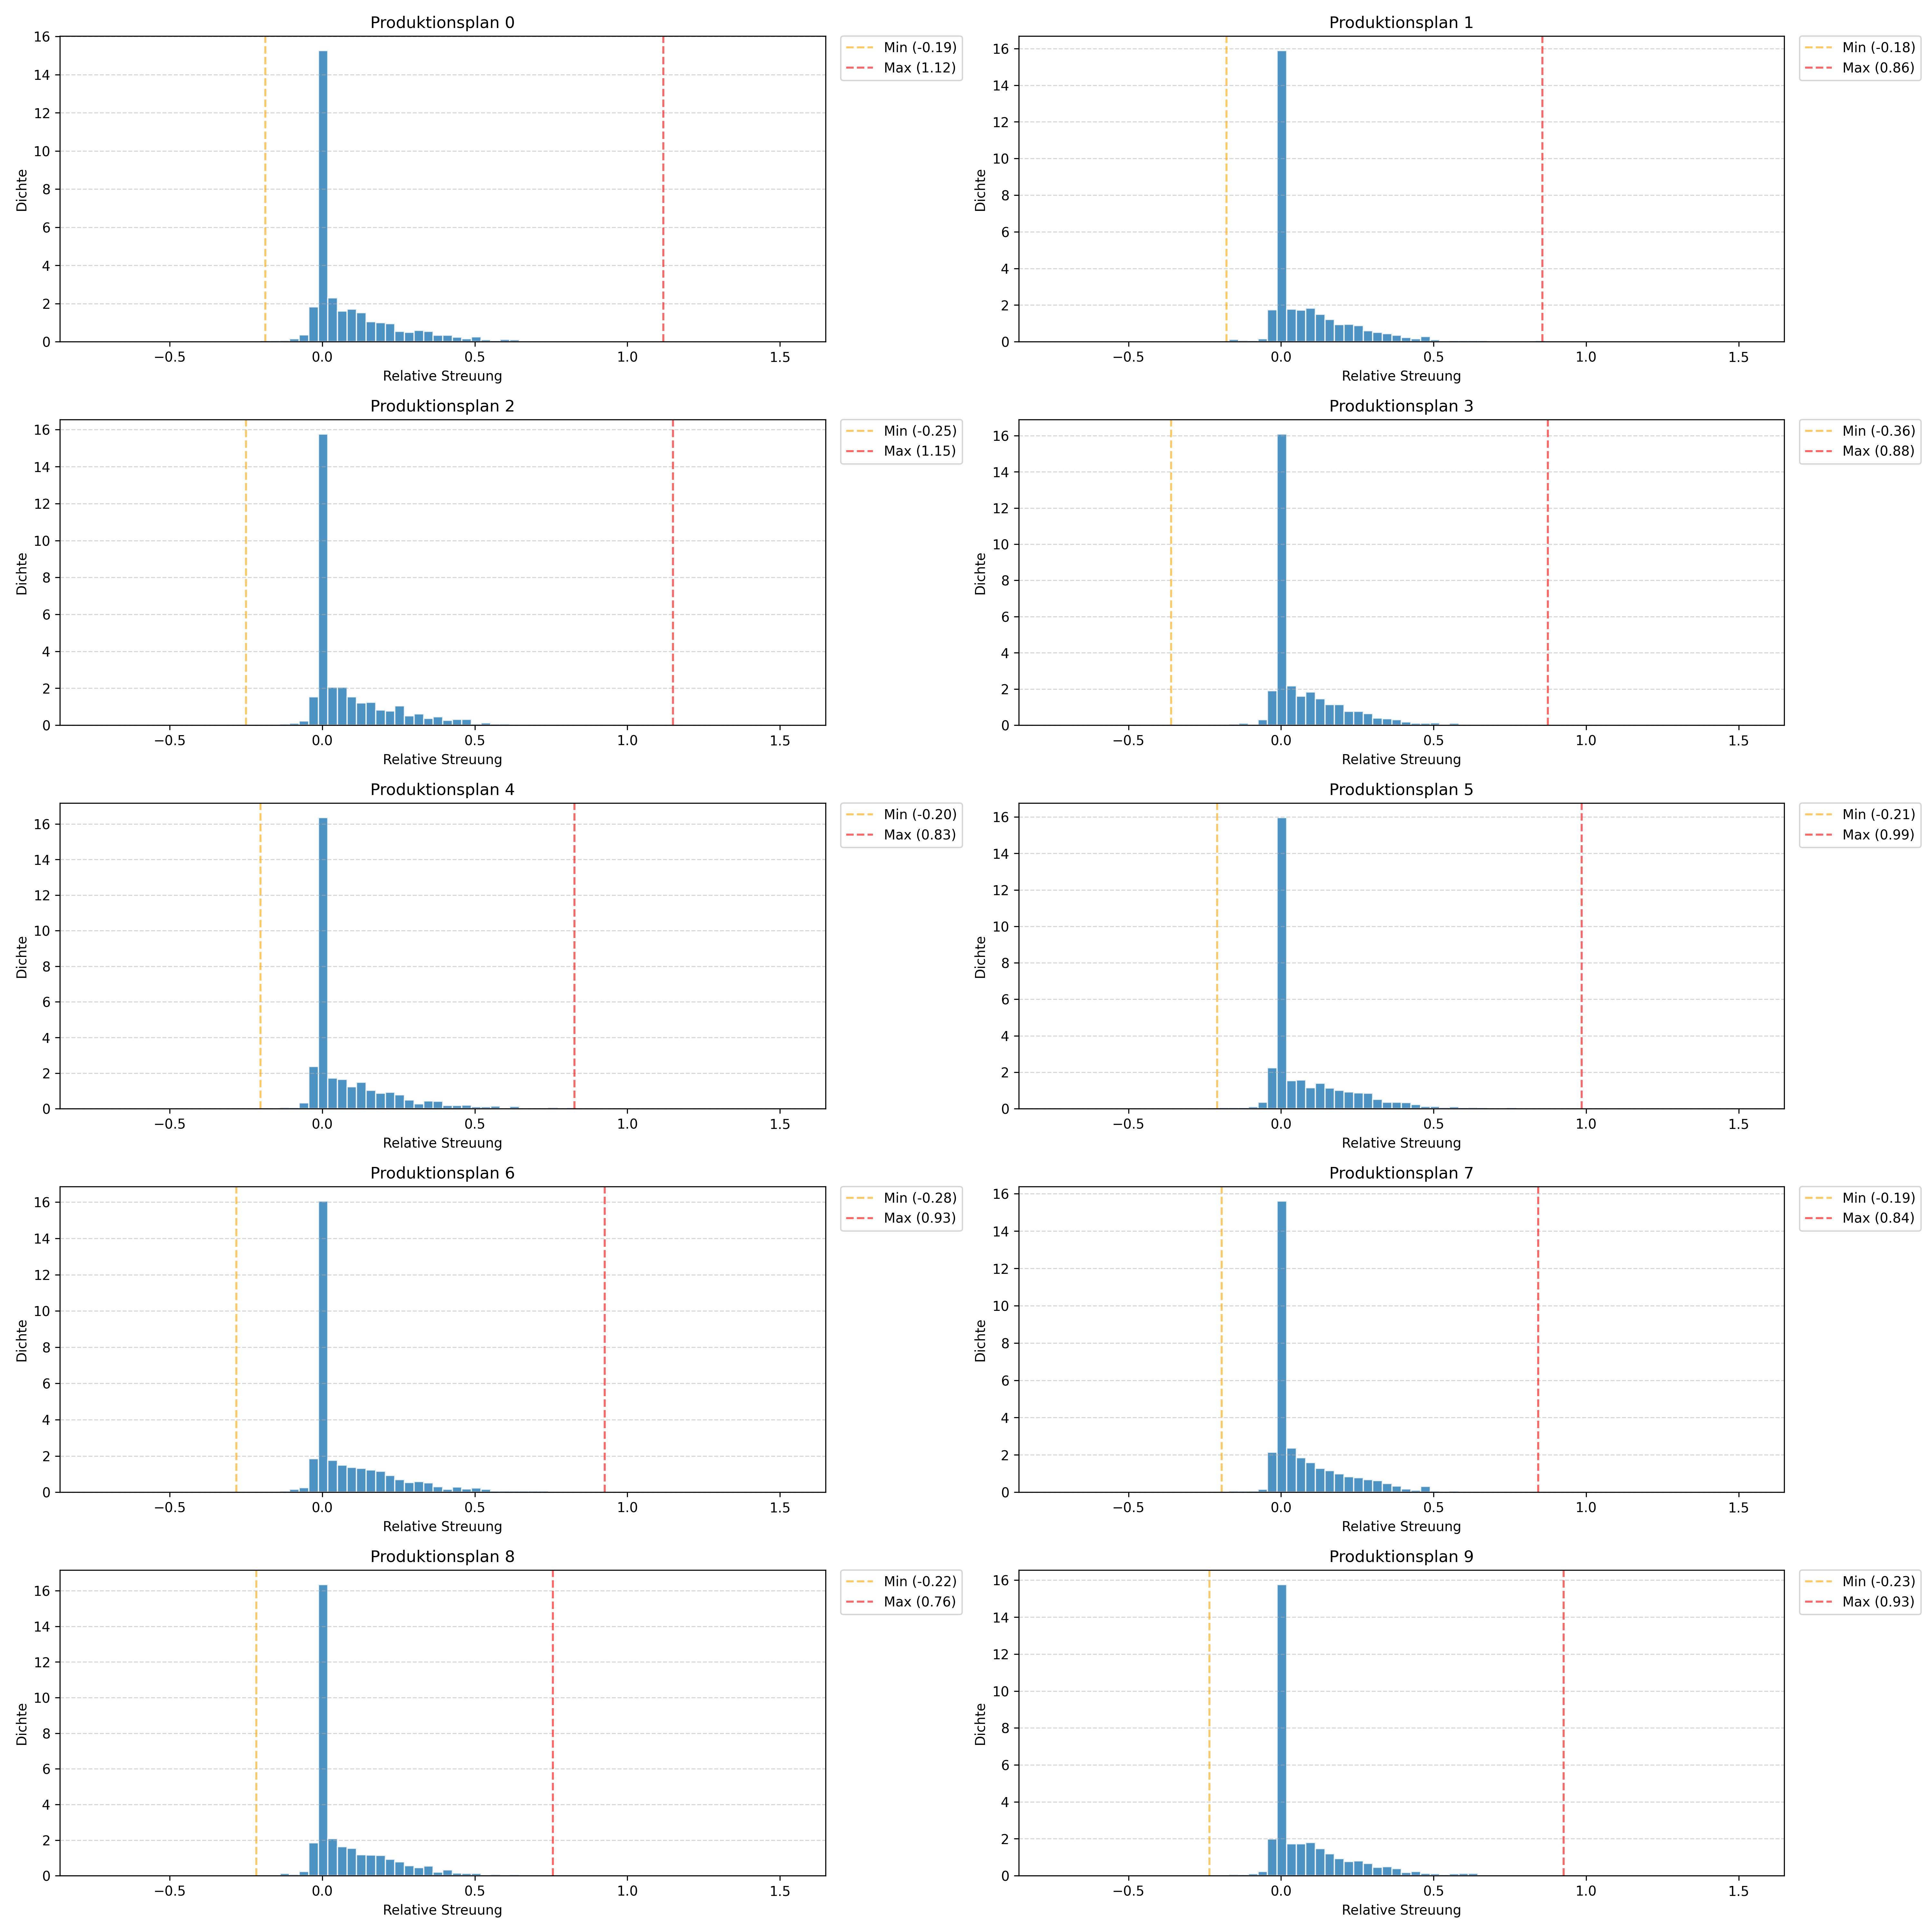 Produktionsplan 0
16
14
12
10
8
6
4
2
0
Dichte
−0.5 0.0 0.5 1.0 1.5
Relative Streuung
Min (-0.19)
Max (1.12)
Produktionsplan 1
16
14
12
10
8
6
4
2
0
Dichte
−0.5 0.0 0.5 1.0 1.5
Relative Streuung
Min (-0.18)
Max (0.86)
Produktionsplan 2
16
14
12
10
8
6
4
2
0
Dichte
−0.5 0.0 0.5 1.0 1.5
Relative Streuung
Min (-0.25)
Max (1.15)
Produktionsplan 3
16
14
12
10
8
6
4
2
0
Dichte
−0.5 0.0 0.5 1.0 1.5
Relative Streuung
Min (-0.36)
Max (0.88)
Produktionsplan 4
16
14
12
10
8
6
4
2
0
Dichte
−0.5 0.0 0.5 1.0 1.5
Relative Streuung
Min (-0.20)
Max (0.83)
Produktionsplan 5
16
14
12
10
8
6
4
2
0
Dichte
−0.5 0.0 0.5 1.0 1.5
Relative Streuung
Min (-0.21)
Max (0.99)
Produktionsplan 6
16
14
12
10
8
6
4
2
0
Dichte
−0.5 0.0 0.5 1.0 1.5
Relative Streuung
Min (-0.28)
Max (0.93)
Produktionsplan 7
16
14
12
10
8
6
4
2
0
Dichte
−0.5 0.0 0.5 1.0 1.5
Relative Streuung
Min (-0.19)
Max (0.84)
Produktionsplan 8
16
14
12
10
8
6
4
2
0
Dichte
−0.5 0.0 0.5 1.0 1.5
Relative Streuung
Min (-0.22)
Max (0.76)
Produktionsplan 9
16
14
12
10
8
6
4
2
0
Dichte
−0.5 0.0 0.5 1.0 1.5
Relative Streuung
Min (-0.23)
Max (0.93)